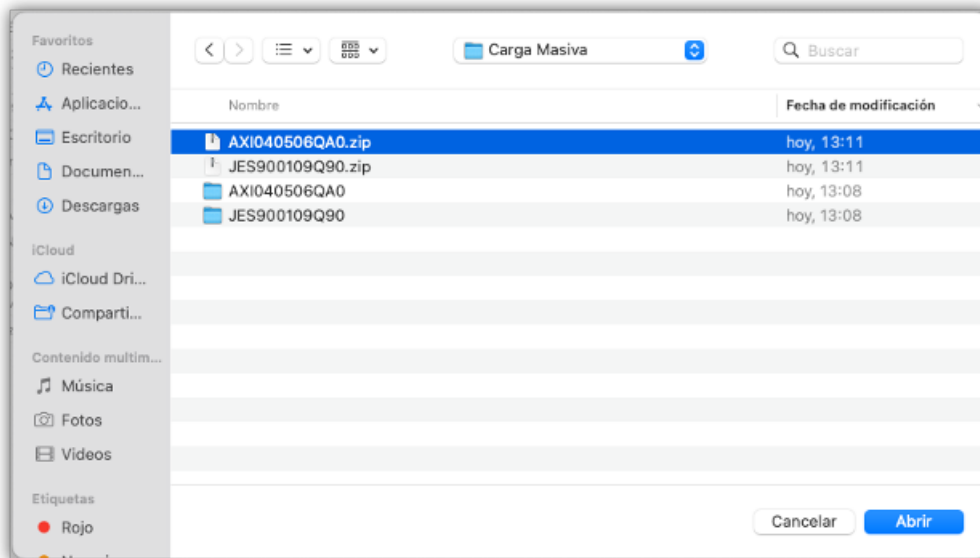 Favoritos
Recientes
Aplicacio...
Escritorio
Documen...
Descargas
iCloud
iCloud Dri...
Comparti...
Contenido multim...
Música
Fotos
Videos
Etiquetas
Rojo
Carga Masiva
Buscar
Nombre Fecha de modificación
AXI040506QA0.zip hoy, 13:11
JES900109Q90.zip hoy, 13:11
AXI040506QA0 hoy, 13:08
JES900109Q90 hoy, 13:08
Cancelar Abrir